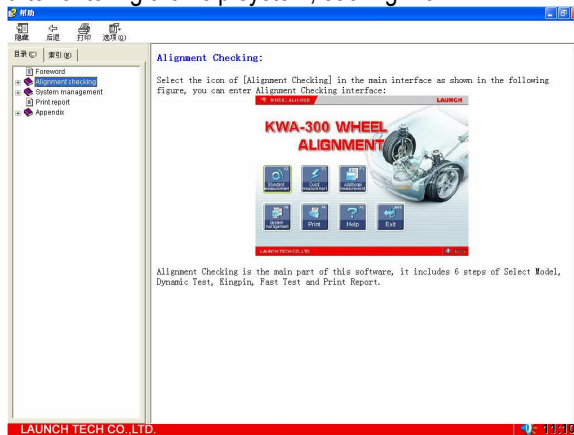 帮助
隐藏 后退 打印 选项(O)
目录(C) 索引(N)
Foreword
Alignment checking
System management
Print report
Appendix
Alignment Checking:
Select the icon of [Alignment Checking] in the main interface as shown in the following
figure, you can enter Alignment Checking interface:
WHEEL ALIGNER LAUNCH
KWA-300 WHEEL
ALIGNMENT
Standard measurement Quick measurement Additional measurement
System management Print Help Exit
LAUNCH TECH CO.,LTD.
Alignment Checking is the main part of this software, it includes 6 steps of Select Model,
Dynamic Test, Kingpin, Fast Test and Print Report.
LAUNCH TECH CO.,LTD. 11:10